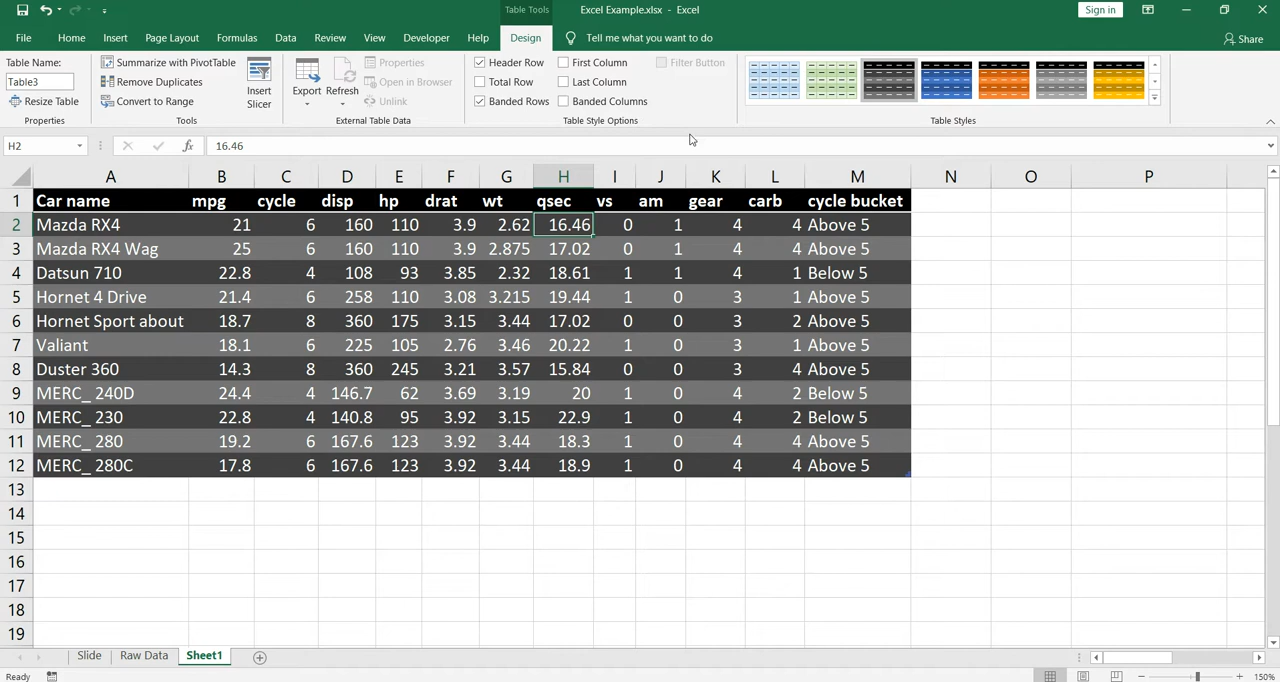 Table Tools
Excel Example.xlsx - Excel
Sign in
File Home Insert Page Layout Formulas Data Review View Developer Help Design Tell me what you want to do
Share
Table Name: Summarize with PivotTable Properties Header Row First Column Filter Button
Table3 Remove Duplicates Open in Browser Total Row Last Column
Resize Table Convert to Range Insert Slicer Export Refresh Unlink Banded Rows Banded Columns
Properties Tools External Table Data Table Style Options Table Styles
H2 fx 16.46
A B C D E F G H I J K L M N O P
1 Car name mpg cycle disp hp drat wt qsec vs am gear carb cycle bucket
2 Mazda RX4 21 6 160 110 3.9 2.62 16.46 0 1 4 4 Above 5
3 Mazda RX4 Wag 25 6 160 110 3.9 2.875 17.02 0 1 4 4 Above 5
4 Datsun 710 22.8 4 108 93 3.85 2.32 18.61 1 1 4 1 Below 5
5 Hornet 4 Drive 21.4 6 258 110 3.08 3.215 19.44 1 0 3 1 Above 5
6 Hornet Sport about 18.7 8 360 175 3.15 3.44 17.02 0 0 3 2 Above 5
7 Valiant 18.1 6 225 105 2.76 3.46 20.22 1 0 3 1 Above 5
8 Duster 360 14.3 8 360 245 3.21 3.57 15.84 0 0 3 4 Above 5
9 MERC_ 240D 24.4 4 146.7 62 3.69 3.19 20 1 0 4 2 Below 5
10 MERC_ 230 22.8 4 140.8 95 3.92 3.15 22.9 1 0 4 2 Below 5
11 MERC_ 280 19.2 6 167.6 123 3.92 3.44 18.3 1 0 4 4 Above 5
12 MERC_ 280C 17.8 6 167.6 123 3.92 3.44 18.9 1 0 4 4 Above 5
13
14
15
16
17
18
19
Slide Raw Data Sheet1
Ready 150%